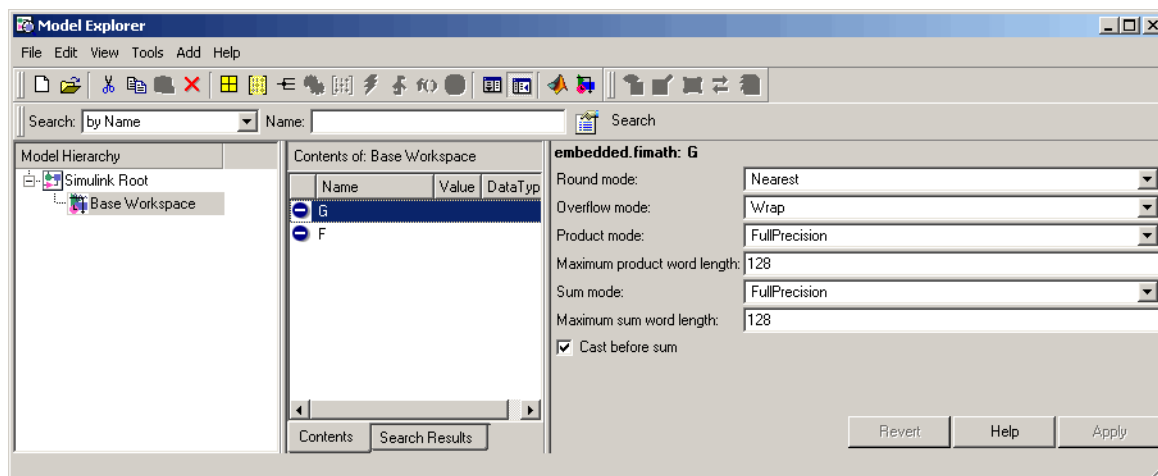 Model Explorer
File Edit View Tools Add Help
Search: by Name Name: Search
Model Hierarchy
Simulink Root
Base Workspace
Contents of: Base Workspace
Name Value DataTyp
G
F
Contents Search Results
embedded.fimath: G
Round mode: Nearest
Overflow mode: Wrap
Product mode: FullPrecision
Maximum product word length: 128
Sum mode: FullPrecision
Maximum sum word length: 128
Cast before sum
Revert Help Apply